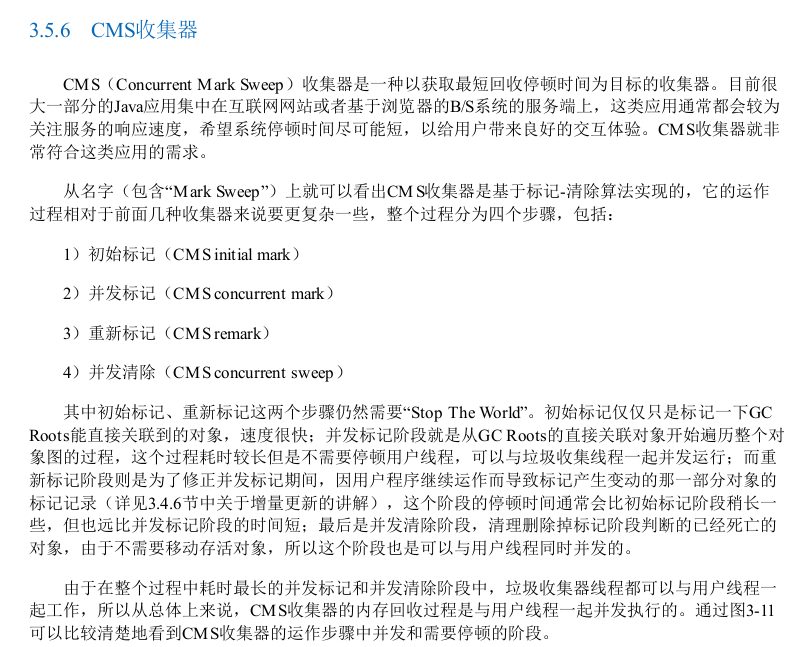 3.5.6 CMS收集器
CMS（Concurrent Mark Sweep）收集器是一种以获取最短回收停顿时间为目标的收集器。目前很
大一部分的Java应用集中在互联网网站或者基于浏览器的B/S系统的服务端上，这类应用通常都会较为
关注服务的响应速度，希望系统停顿时间尽可能短，以给用户带来良好的交互体验。CMS收集器就非
常符合这类应用的需求。
从名字（包含“Mark Sweep”）上就可以看出CMS收集器是基于标记-清除算法实现的，它的运作
过程相对于前面几种收集器来说要更复杂一些，整个过程分为四个步骤，包括：
1）初始标记（CMS initial mark）
2）并发标记（CMS concurrent mark）
3）重新标记（CMS remark）
4）并发清除（CMS concurrent sweep）
其中初始标记、重新标记这两个步骤仍然需要“Stop The World”。初始标记仅仅只是标记一下GC
Roots能直接关联到的对象，速度很快；并发标记阶段就是从GC Roots的直接关联对象开始遍历整个对
象图的过程，这个过程耗时较长但是不需要停顿用户线程，可以与垃圾收集线程一起并发运行；而重
新标记阶段则是为了修正并发标记期间，因用户程序继续运作而导致标记产生变动的那一部分对象的
标记记录（详见3.4.6节中关于增量更新的讲解），这个阶段的停顿时间通常会比初始标记阶段稍长一
些，但也远比并发标记阶段的时间短；最后是并发清除阶段，清理删除掉标记阶段判断的已经死亡的
对象，由于不需要移动存活对象，所以这个阶段也是可以与用户线程同时并发的。
由于在整个过程中耗时最长的并发标记和并发清除阶段中，垃圾收集器线程都可以与用户线程一
起工作，所以从总体上来说，CMS收集器的内存回收过程是与用户线程一起并发执行的。通过图3-11
可以比较清楚地看到CMS收集器的运作步骤中并发和需要停顿的阶段。